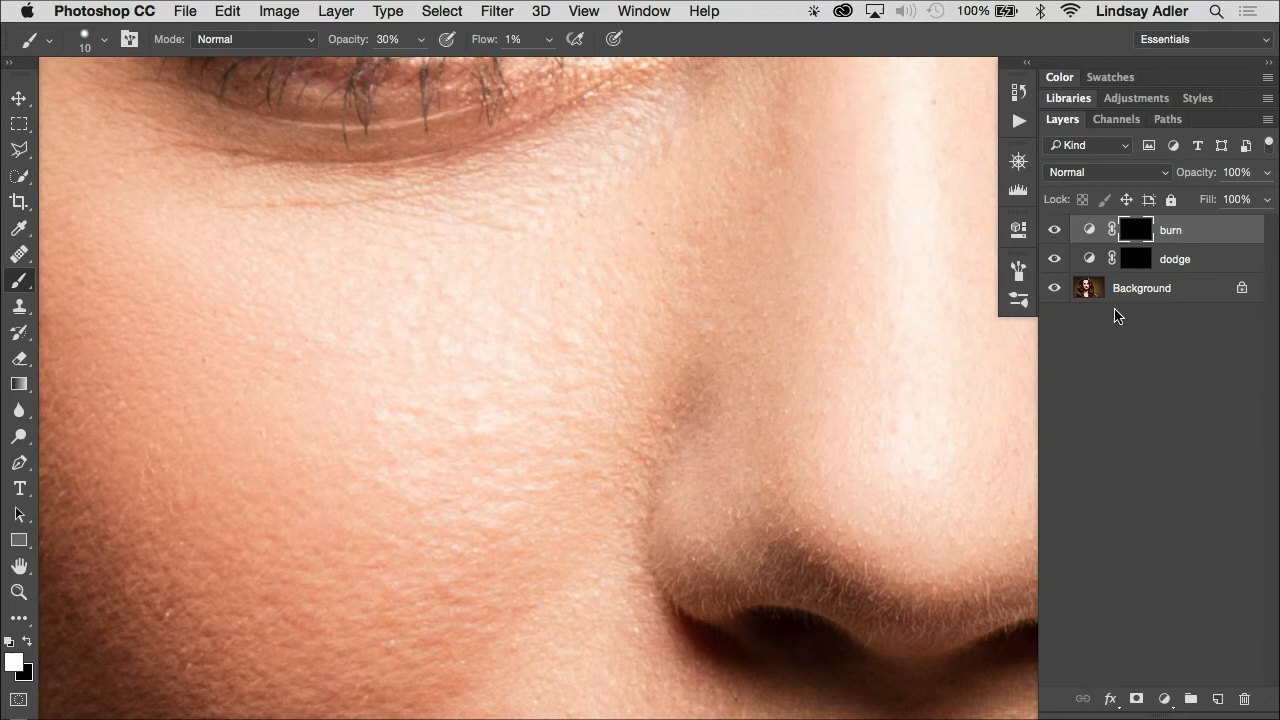 Photoshop CC File Edit Image Layer Type Select Filter 3D View Window Help 100% Lindsay Adler
10 Mode: Normal Opacity: 30% Flow: 1% Essentials
Color Swatches
Libraries Adjustments Styles
Layers Channels Paths
Kind
Normal Opacity: 100%
Lock: Fill: 100%
burn
dodge
Background